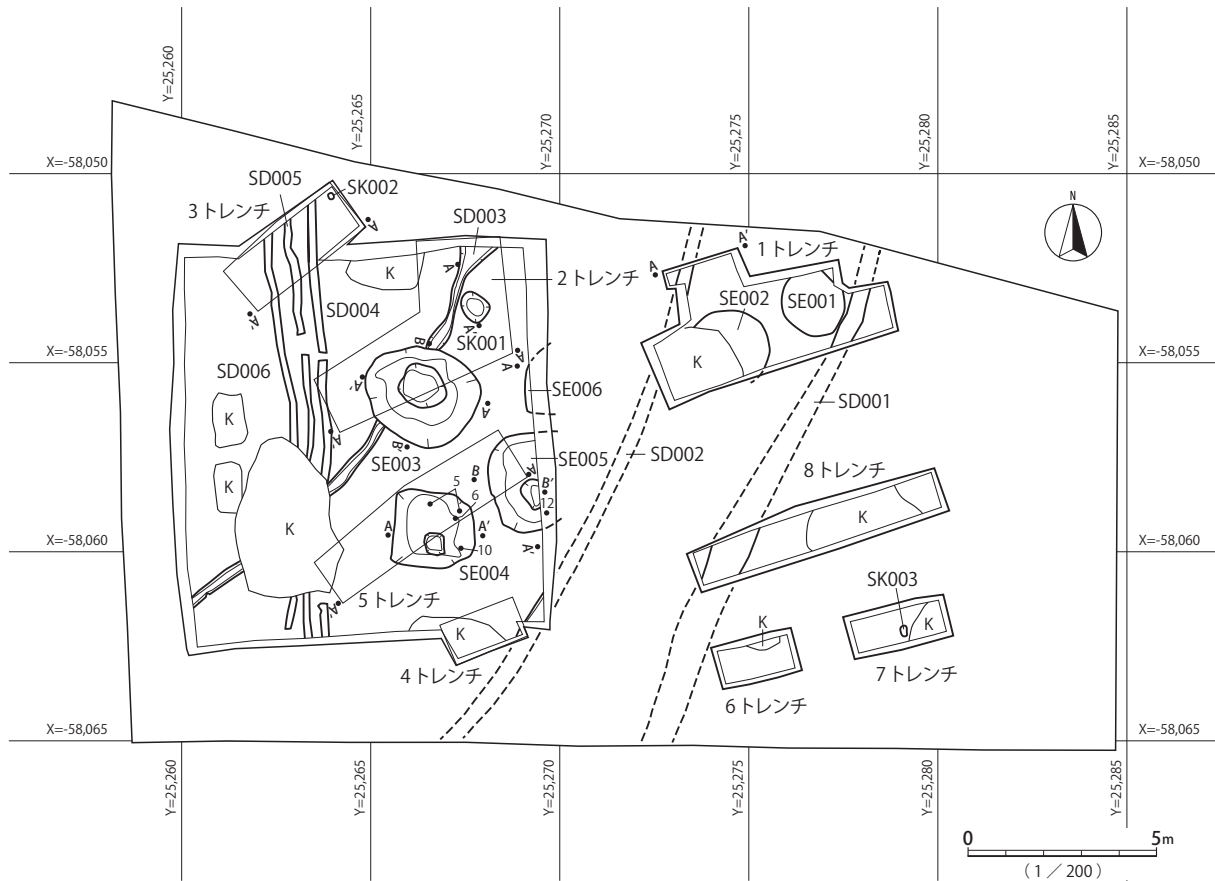 Y=25,260
Y=25,265
Y=25,270
Y=25,275
Y=25,280
Y=25,285
X=-58,050
X=-58,050
SD005
SK002
3 トレンチ
SD003
A'
A'
1 トレンチ
N
K
A
2 トレンチ
A
SE002
SE001
A'
SD004
A'
SK001
B
A'
A
K
X=-58,055
X=-58,055
SD006
A'
SE006
K
A
SD001
A'
B'
SE003
SE005
SD002
8 トレンチ
K
B
A
B'
5
6
12
K
K
A
A'
10
A'
X=-58,060
X=-58,060
SE004
SK003
A'
5 トレンチ
K
K
K
4 トレンチ
7 トレンチ
6 トレンチ
X=-58,065
X=-58,065
Y=25,260
Y=25,265
Y=25,270
Y=25,275
Y=25,280
Y=25,285
0
5m
（1 ／ 200）